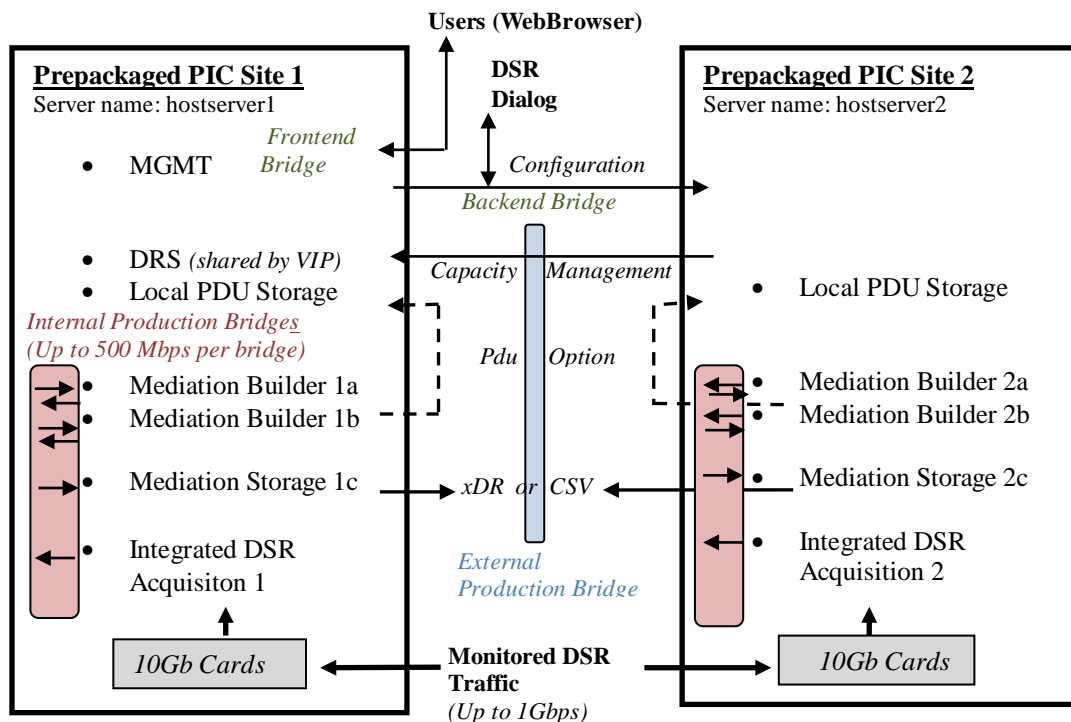 Users (WebBrowser)
Prepackaged PIC Site 1
Server name: hostserver1
Frontend
Bridge
• MGMT
• DRS (shared by VIP)
• Local PDU Storage
Internal Production Bridges
(Up to 500 Mbps per bridge)
• Mediation Builder 1a
• Mediation Builder 1b
• Mediation Storage 1c
• Integrated DSR
Acquisiton 1
10Gb Cards
DSR
Dialog
Configuration
Backend Bridge
Capacity Management
Pdu Option
xDR or CSV
External
Production Bridge
Monitored DSR
Traffic
(Up to 1Gbps)
Prepackaged PIC Site 2
Server name: hostserver2
• Local PDU Storage
• Mediation Builder 2a
• Mediation Builder 2b
• Mediation Storage 2c
• Integrated DSR
Acquisition 2
10Gb Cards